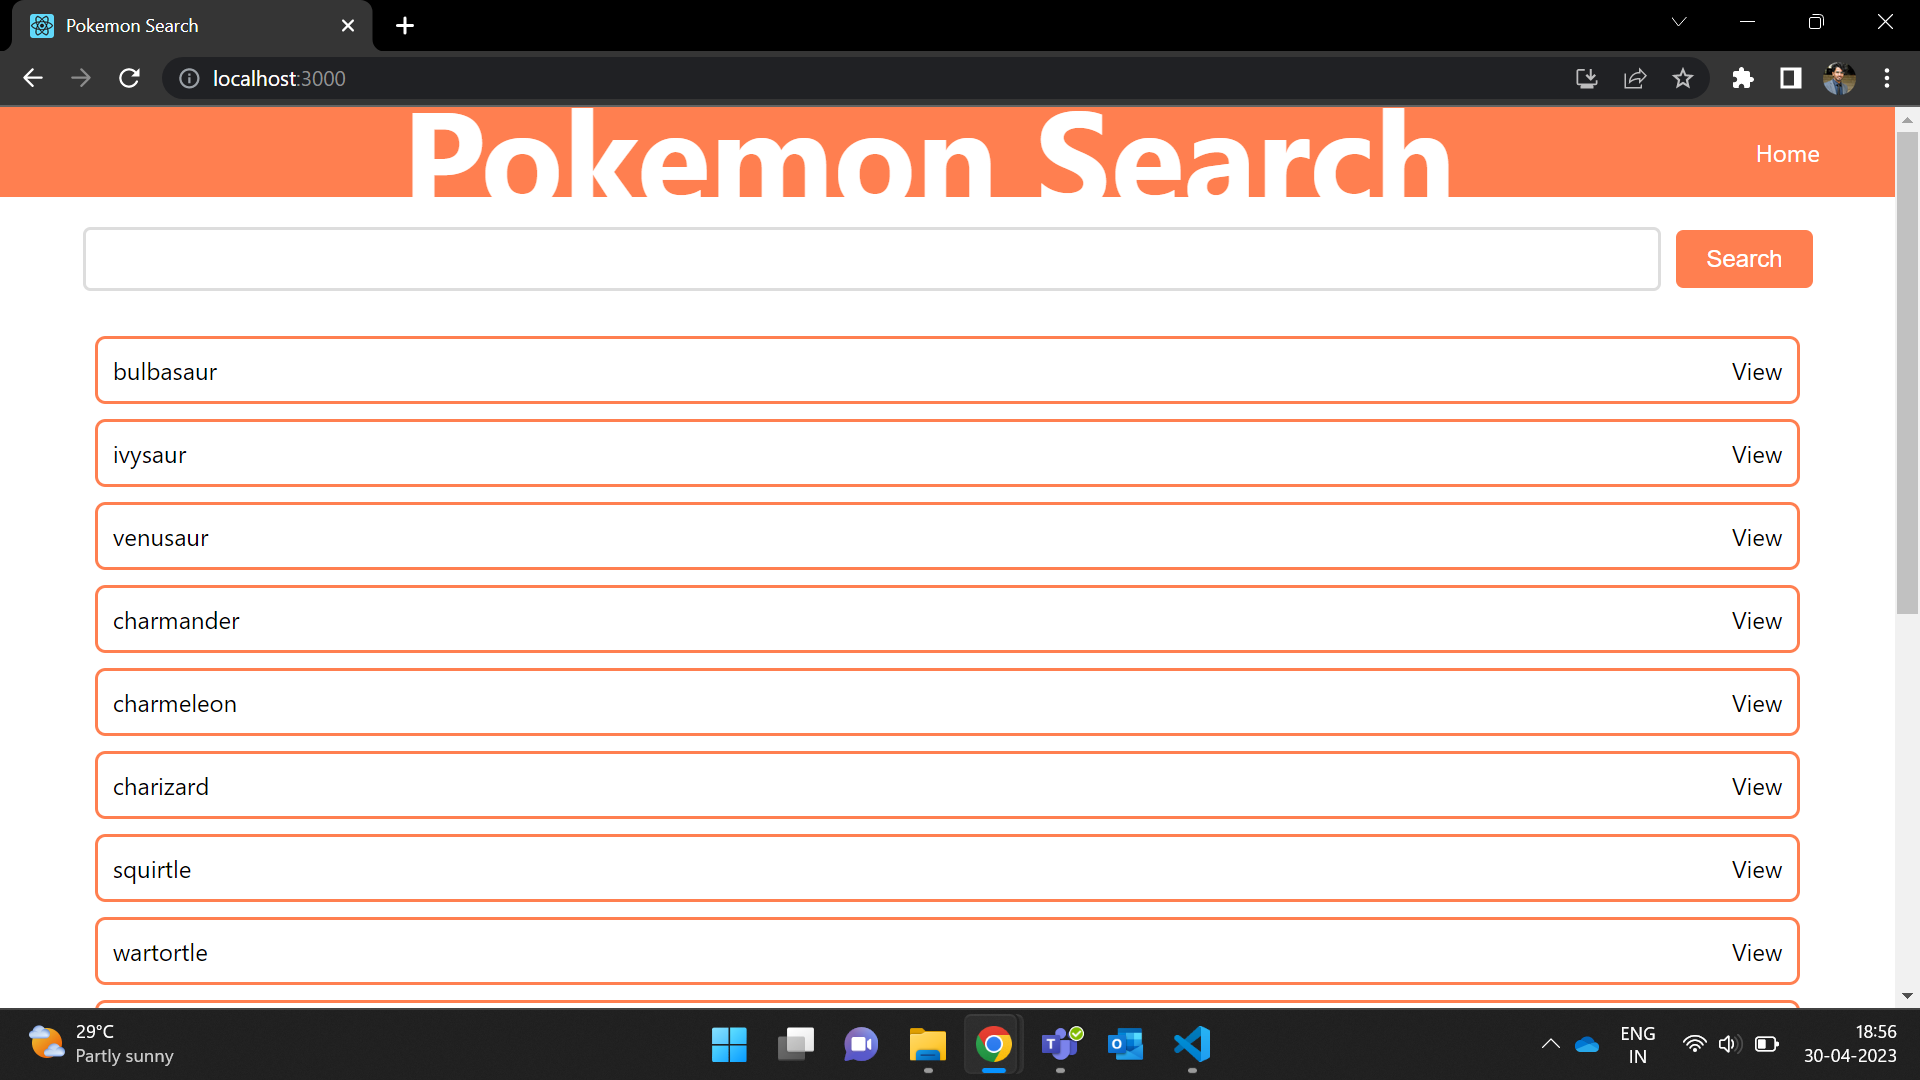 Pokemon Search
localhost:3000
Pokemon Search
Home
Search
bulbasaur View
ivysaur View
venusaur View
charmander View
charmeleon View
charizard View
squirtle View
wartortle View
29°C
Partly sunny
ENG
IN
18:56
30-04-2023